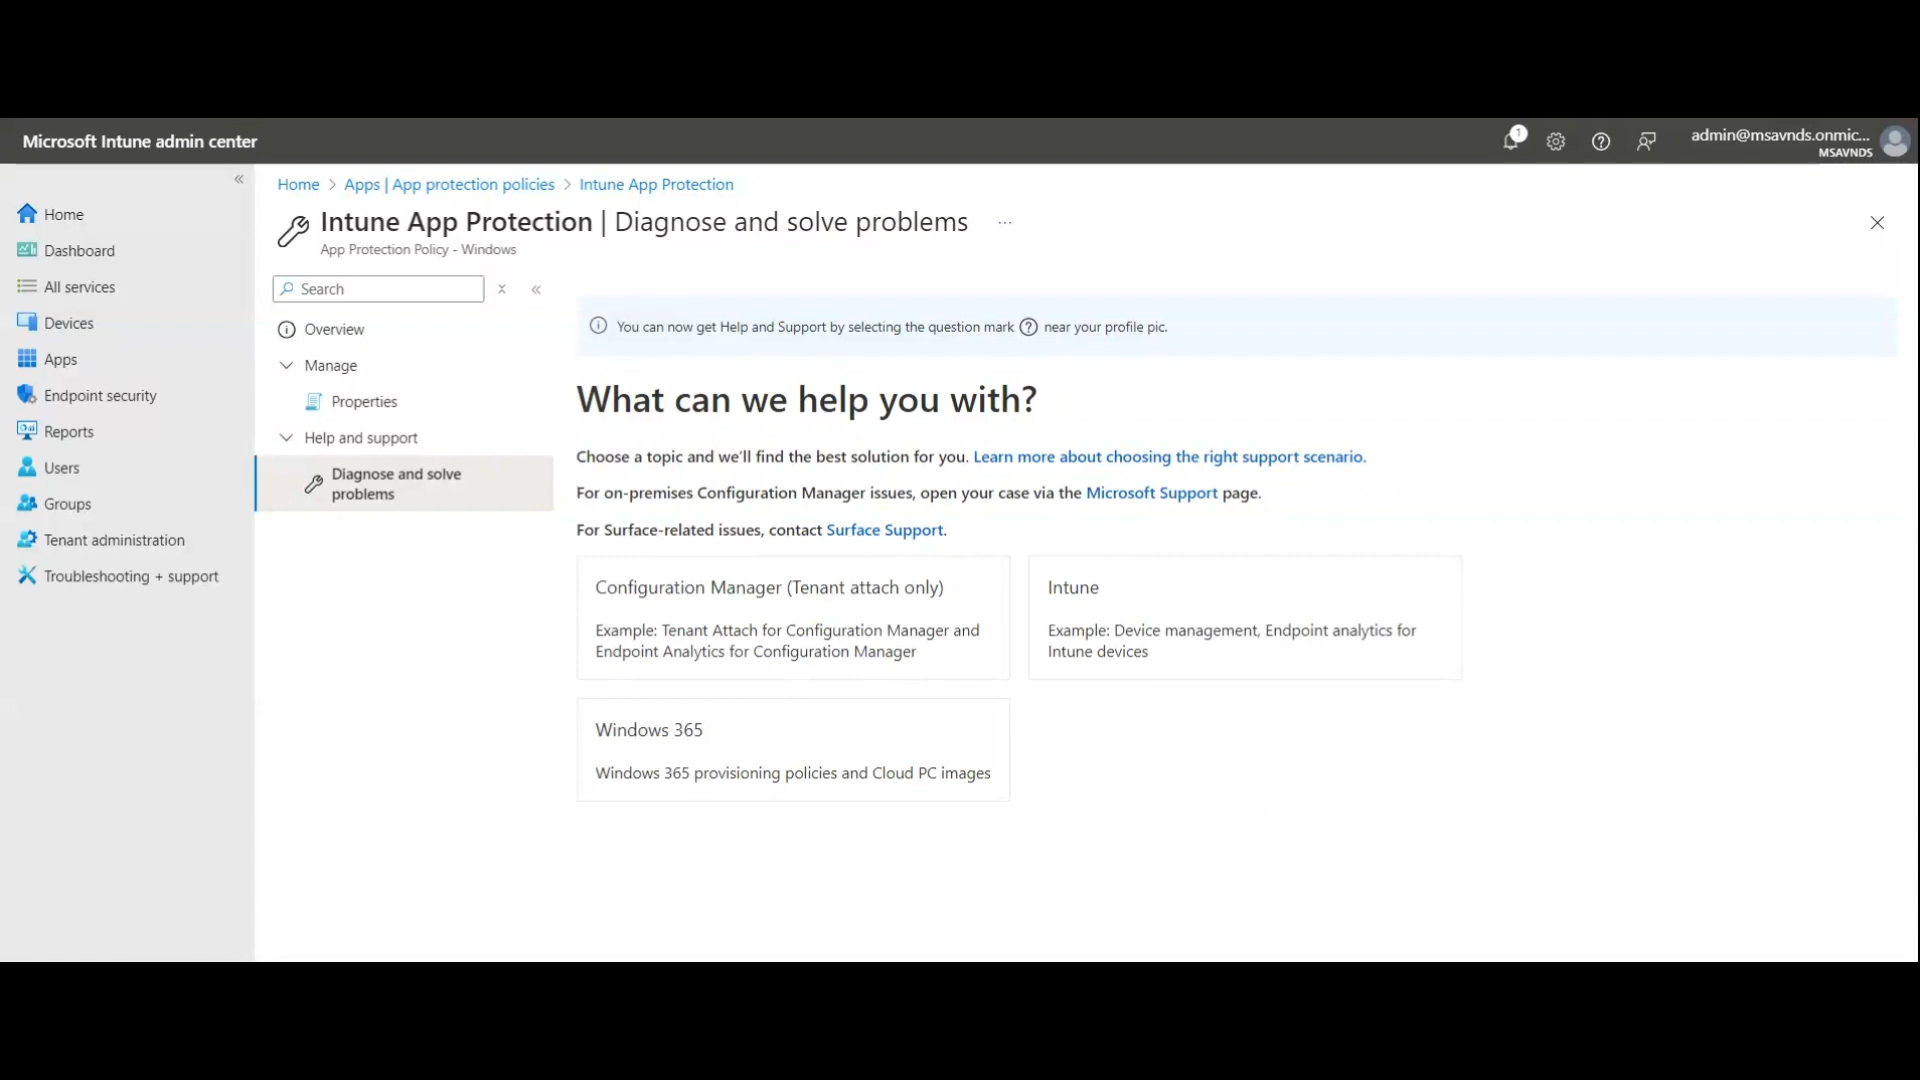 Microsoft Intune admin center
1
admin@msavnds.onmic...
MSAVNDS
Home > Apps | App protection policies > Intune App Protection
Intune App Protection | Diagnose and solve problems ...
App Protection Policy - Windows
Home
Dashboard
All services
Devices
Apps
Endpoint security
Reports
Users
Groups
Tenant administration
Troubleshooting + support
Search
Overview
Manage
Properties
Help and support
Diagnose and solve
problems
You can now get Help and Support by selecting the question mark ? near your profile pic.
What can we help you with?
Choose a topic and we'll find the best solution for you. Learn more about choosing the right support scenario.
For on-premises Configuration Manager issues, open your case via the Microsoft Support page.
For Surface-related issues, contact Surface Support.
Configuration Manager (Tenant attach only)
Example: Tenant Attach for Configuration Manager and
Endpoint Analytics for Configuration Manager
Intune
Example: Device management, Endpoint analytics for
Intune devices
Windows 365
Windows 365 provisioning policies and Cloud PC images